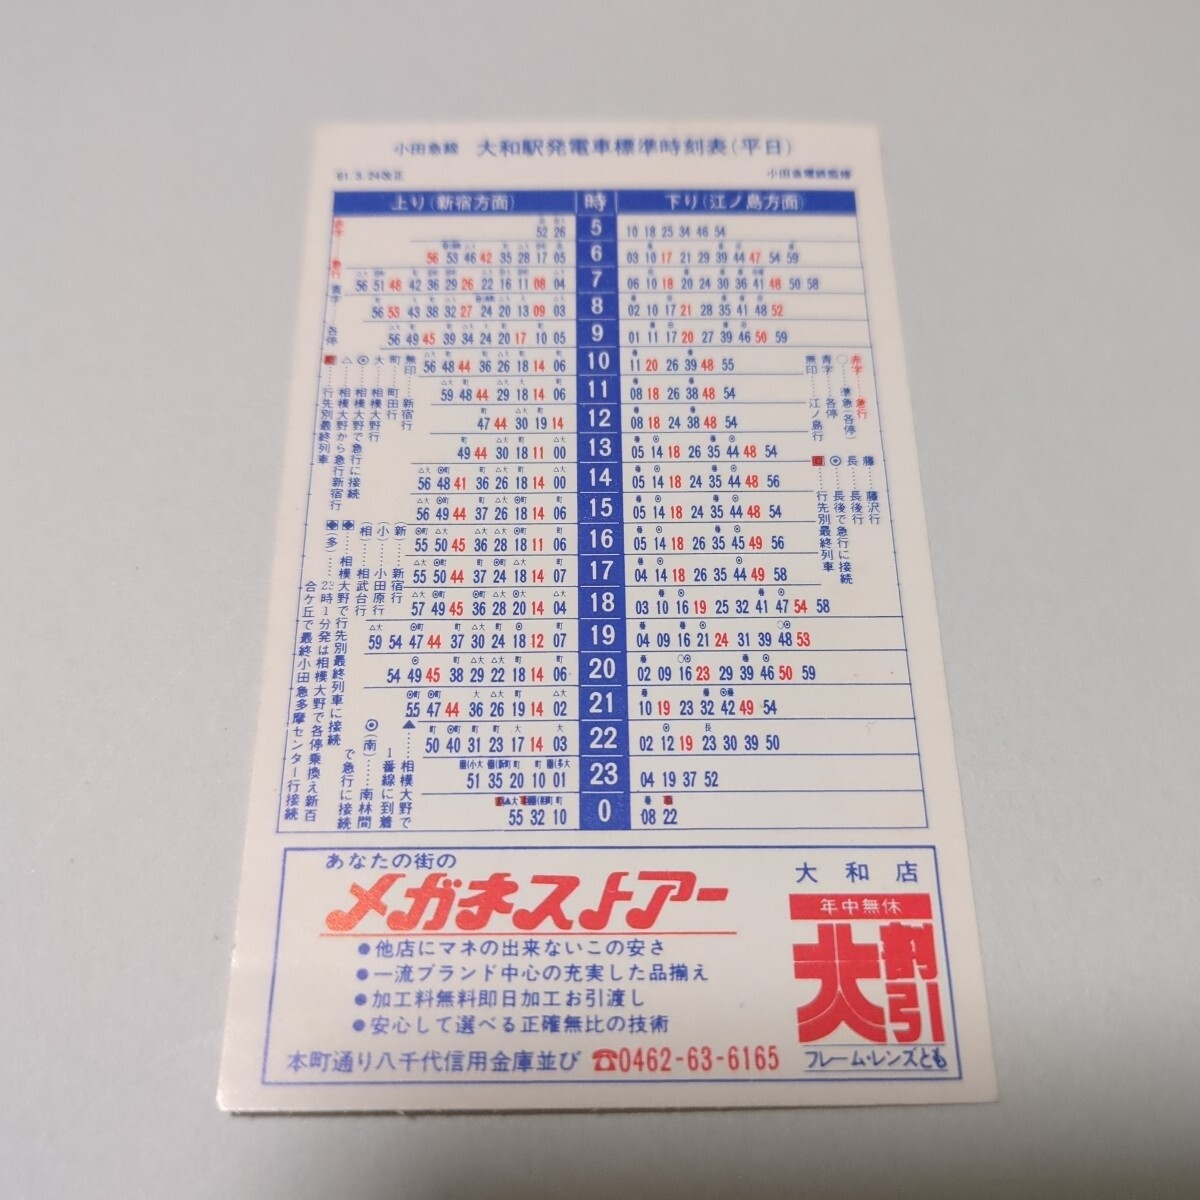 小田急線 大和駅発電車標準時刻表(平日)
61.3.24改正 小田急電鉄監修
上り(新宿方面) 時 下り(江ノ島方面)
52 26 5 10 18 25 34 46 54
56 53 46 42 35 28 17 05 6 03 10 17 21 29 39 44 47 54 59
56 51 48 42 36 29 26 22 16 11 08 04 7 06 10 18 20 24 30 36 41 48 50 58
56 53 43 38 32 27 24 20 13 09 03 8 02 10 17 21 28 35 41 48 52
56 49 45 39 34 24 20 17 10 05 9 01 11 17 20 27 39 46 50 59
56 48 44 36 26 18 14 06 10 11 20 26 39 48 55
59 48 44 29 18 14 06 11 08 18 26 38 48 54
47 44 30 19 14 12 08 18 24 38 48 54
49 44 30 18 11 00 13 05 14 18 26 35 44 48 54
56 48 41 36 26 18 14 00 14 05 14 18 24 35 44 48 56
56 49 44 37 26 18 14 06 15 05 14 18 24 35 44 48 54
55 50 45 36 28 18 11 06 16 05 14 18 26 35 45 49 56
55 50 44 37 24 18 14 07 17 04 14 18 26 35 44 49 58
57 49 45 36 28 20 14 04 18 03 10 16 19 25 32 41 47 54 58
59 54 47 44 37 30 24 18 12 07 19 04 09 16 21 24 31 39 48 53
54 49 45 38 29 22 18 14 06 20 02 09 16 23 29 39 46 50 59
55 47 44 36 26 19 14 02 21 10 19 23 32 42 49 54
50 40 31 23 17 14 03 22 02 12 19 23 30 39 50
51 35 20 10 01 23 04 19 37 52
55 32 10 0 08 22
赤字……急行
青字……各停
無印……新宿行
町……町田行
大……相模大野行
◎……相模大野で急行に接続
△……相模大野から急行新宿行
……行先別最終列車
(新)……新宿行
(小)……小田原行
(相)……相武台行
◆……相模大野で行先別最終列車に接続
◆(多)……23時1分発は相模大野で各停乗換え新百
合ケ丘で最終小田急多摩センター行接続
▲……相模大野で
1番線に到着
◎(南)……南林間
で急行に接続
赤字……急行
○……準急(各停)
青字……各停
無印……江ノ島行
藤……藤沢行
長……長後行
◎……長後で急行に接続
……行先別最終列車
あなたの街の
メガネストアー
大和店
年中無休
大割引
フレーム・レンズとも
●他店にマネの出来ないこの安さ
●一流ブランド中心の充実した品揃え
●加工料無料即日加工お引渡し
●安心して選べる正確無比の技術
本町通り八千代信用金庫並び ☎0462-63-6165